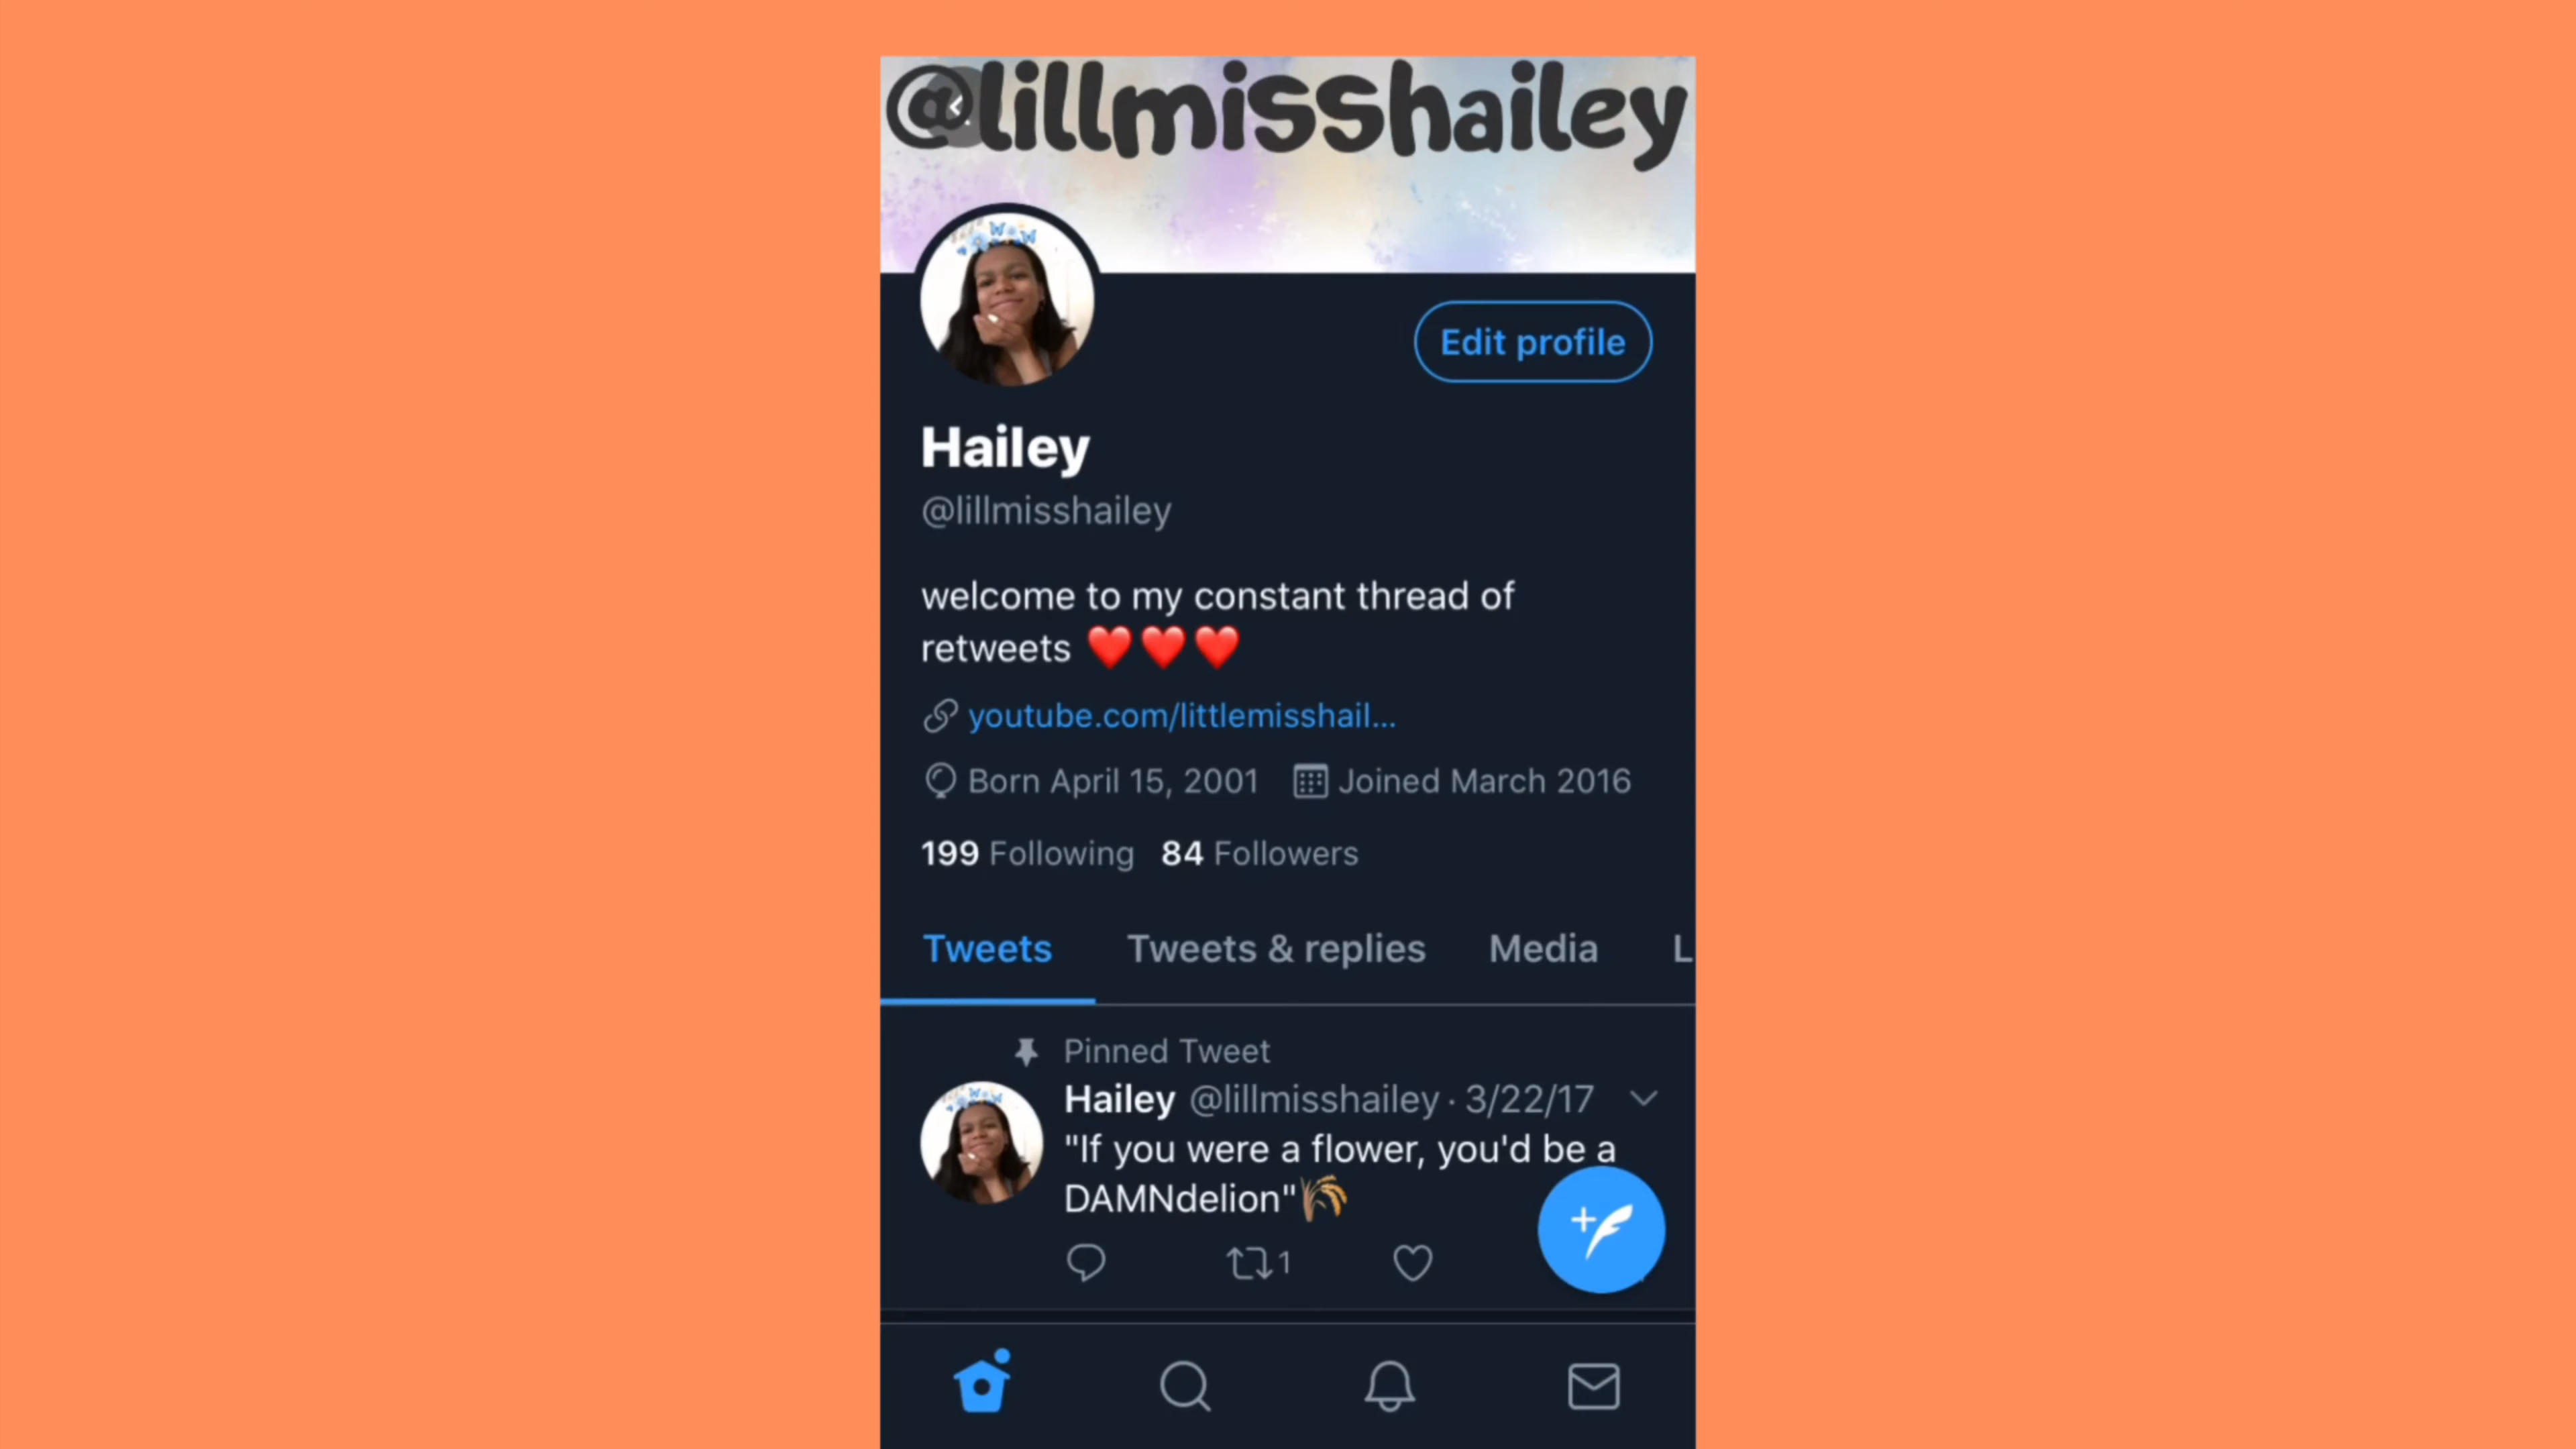 @lillmisshailey
Edit profile
Hailey
@lillmisshailey
welcome to my constant thread of
retweets ❤️❤️❤️
youtube.com/littlemisshail...
Born April 15, 2001 Joined March 2016
199 Following 84 Followers
Tweets Tweets & replies Media L
Pinned Tweet
Hailey @lillmisshailey · 3/22/17
"If you were a flower, you'd be a
DAMNdelion"🌾
1